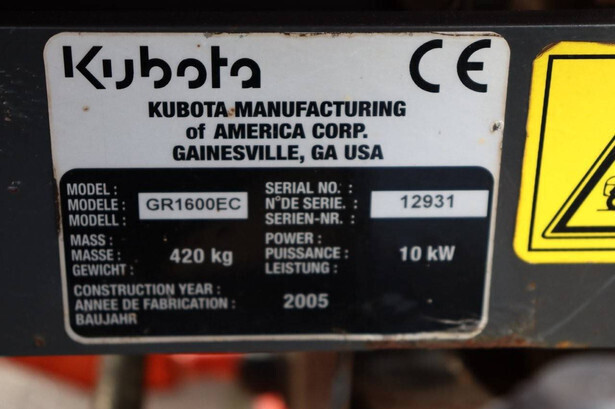 Kubota CE
KUBOTA MANUFACTURING
of AMERICA CORP.
GAINESVILLE, GA USA
MODEL : SERIAL NO. :
MODELE : GR1600EC N°DE SERIE. : 12931
MODELL : SERIEN-NR. :
MASS : POWER :
MASSE : 420 kg PUISSANCE : 10 kW
GEWICHT : LEISTUNG :
CONSTRUCTION YEAR :
ANNEE DE FABRICATION : 2005
BAUJAHR